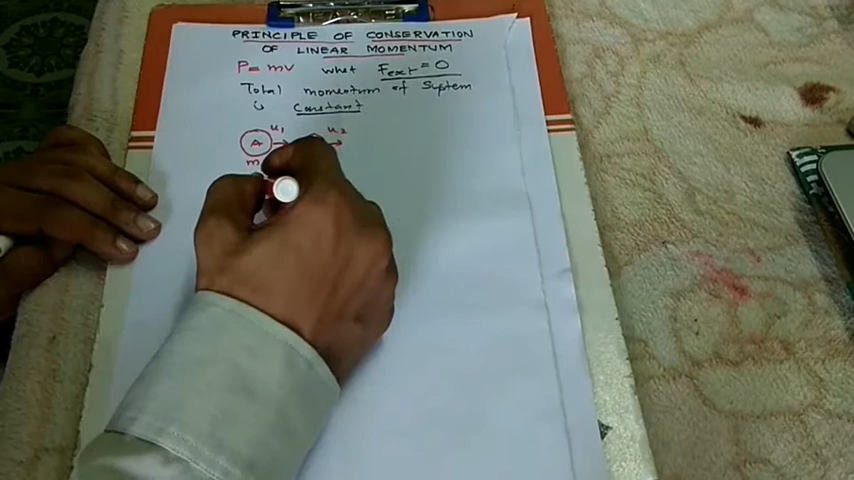 PRINCIPLE OF CONSERVATION
OF LINEAR MOMENTUM
P = mv when Fext = 0
Total momentum of System
is constant
A u1 u2
m